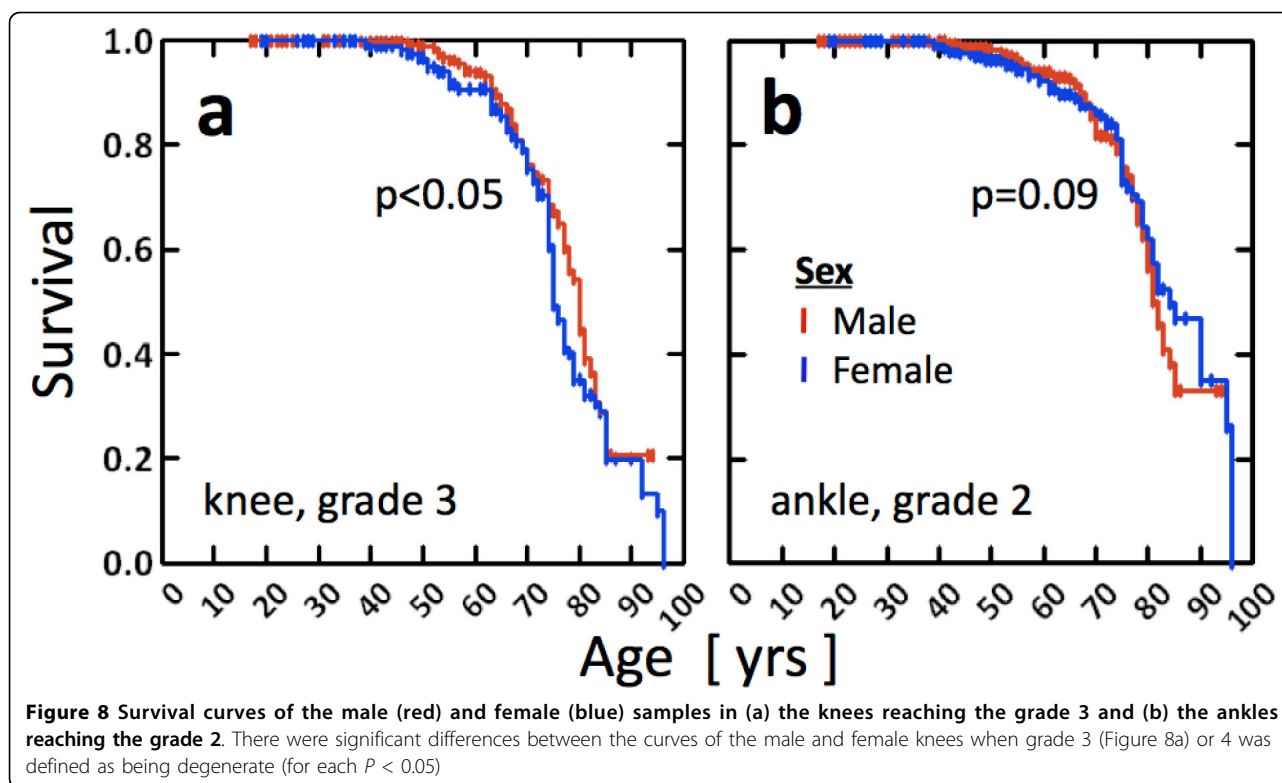 1.0
0.8
0.6
0.4
0.2
0.0
Survival
a
p<0.05
knee, grade 3
0 10 20 30 40 50 60 70 80 90 100
b
p=0.09
Sex
Male
Female
ankle, grade 2
0 10 20 30 40 50 60 70 80 90 100
Age [ yrs ]
Figure 8 Survival curves of the male (red) and female (blue) samples in (a) the knees reaching the grade 3 and (b) the ankles
reaching the grade 2. There were significant differences between the curves of the male and female knees when grade 3 (Figure 8a) or 4 was
defined as being degenerate (for each P < 0.05)